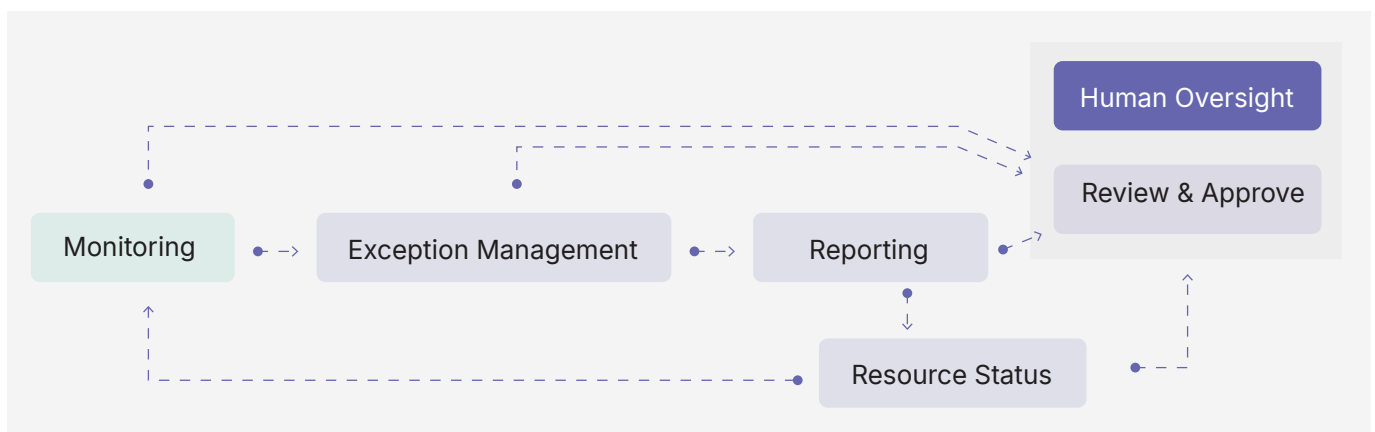 Human Oversight
Review & Approve
Monitoring
Exception Management
Reporting
Resource Status